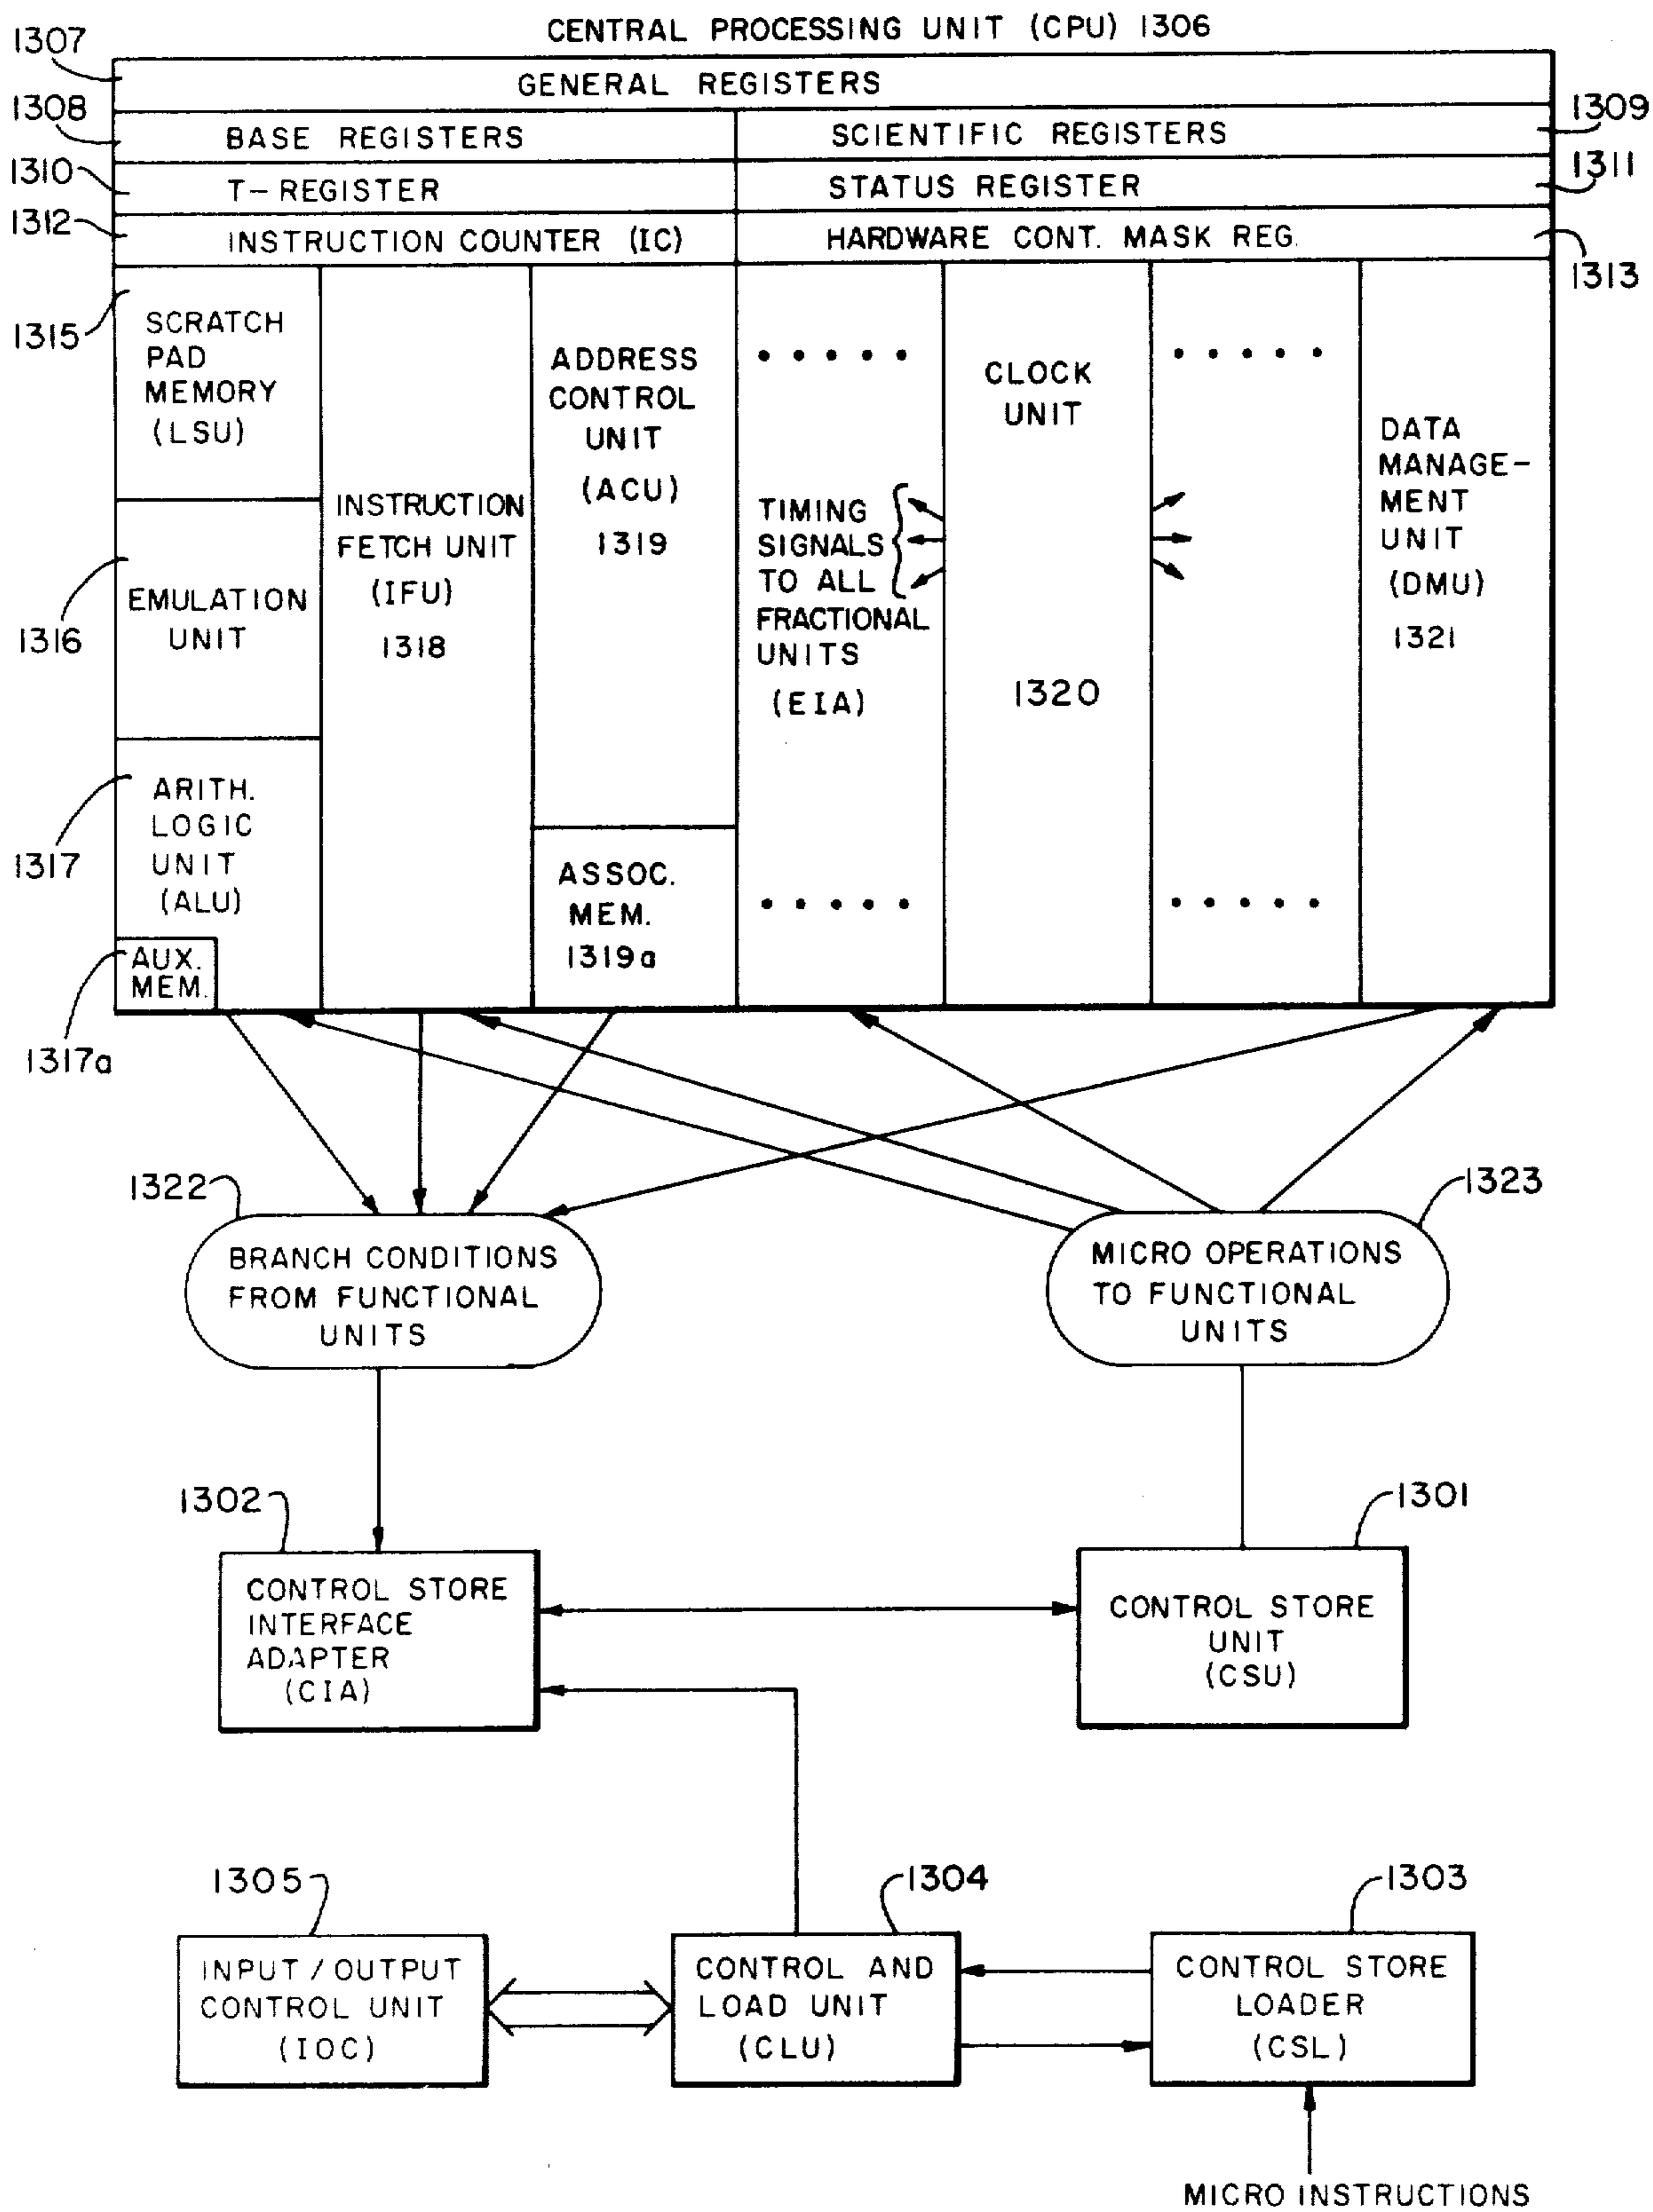 CENTRAL PROCESSING UNIT (CPU) 1306
1307
GENERAL REGISTERS
1308
BASE REGISTERS
SCIENTIFIC REGISTERS
1309
1310
T-REGISTER
STATUS REGISTER
1311
1312
INSTRUCTION COUNTER (IC)
HARDWARE CONT. MASK REG.
1313
1315
SCRATCH
PAD
MEMORY
(LSU)
1316
EMULATION
UNIT
1317
ARITH.
LOGIC
UNIT
(ALU)
AUX.
MEM.
1317a
INSTRUCTION
FETCH UNIT
(IFU)
1318
ADDRESS
CONTROL
UNIT
(ACU)
1319
ASSOC.
MEM.
1319a
.....
TIMING
SIGNALS
TO ALL
FRACTIONAL
UNITS
(EIA)
.....
CLOCK
UNIT
1320
.....
.....
DATA
MANAGE-
MENT
UNIT
(DMU)
1321
1322
BRANCH CONDITIONS
FROM FUNCTIONAL
UNITS
1323
MICRO OPERATIONS
TO FUNCTIONAL
UNITS
1302
CONTROL STORE
INTERFACE
ADAPTER
(CIA)
1301
CONTROL STORE
UNIT
(CSU)
1305
INPUT/OUTPUT
CONTROL UNIT
(IOC)
1304
CONTROL AND
LOAD UNIT
(CLU)
1303
CONTROL STORE
LOADER
(CSL)
MICRO INSTRUCTIONS